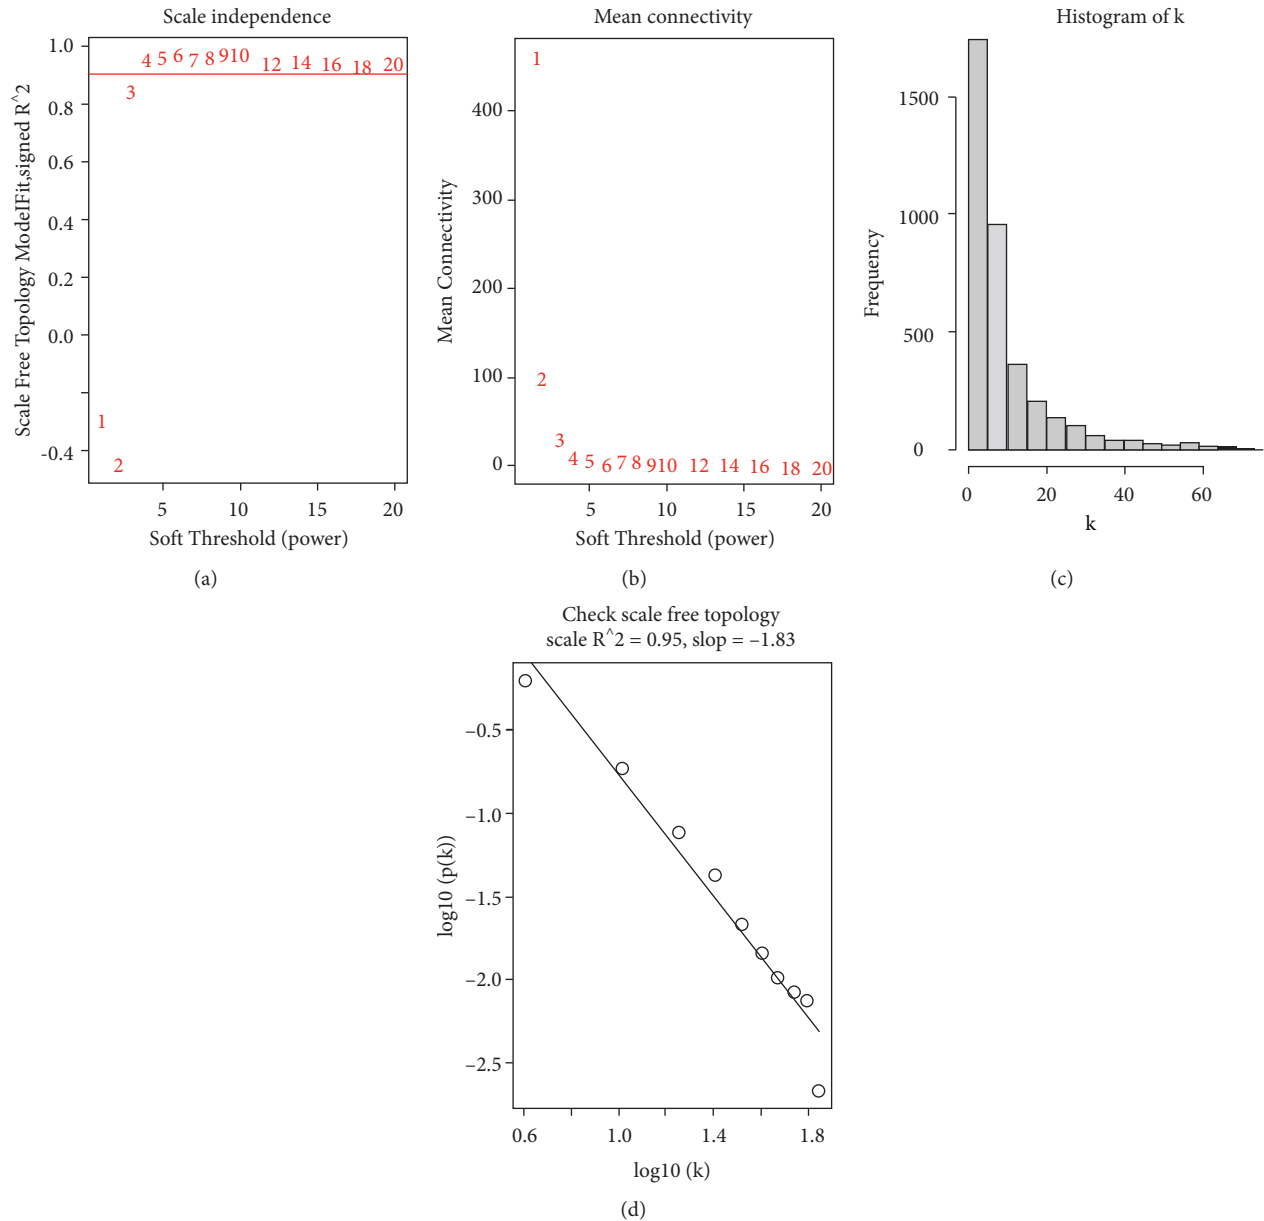 Scale independence
Scale Free Topology ModelFit,signed R^2
1.0
0.8
0.6
0.4
0.2
0.0
-0.4
1
2
3
4 5 6 7 8 9 10 12 14 16 18 20
5 10 15 20
Soft Threshold (power)
(a)
Mean connectivity
Mean Connectivity
400
300
200
100
0
1
2
3
4 5 6 7 8 9 10 12 14 16 18 20
5 10 15 20
Soft Threshold (power)
(b)
Histogram of k
Frequency
1500
1000
500
0
0 20 40 60
k
(c)
Check scale free topology
scale R^2 = 0.95, slop = –1.83
log10 (p(k))
–0.5
–1.0
–1.5
–2.0
–2.5
0.6 1.0 1.4 1.8
log10 (k)
(d)